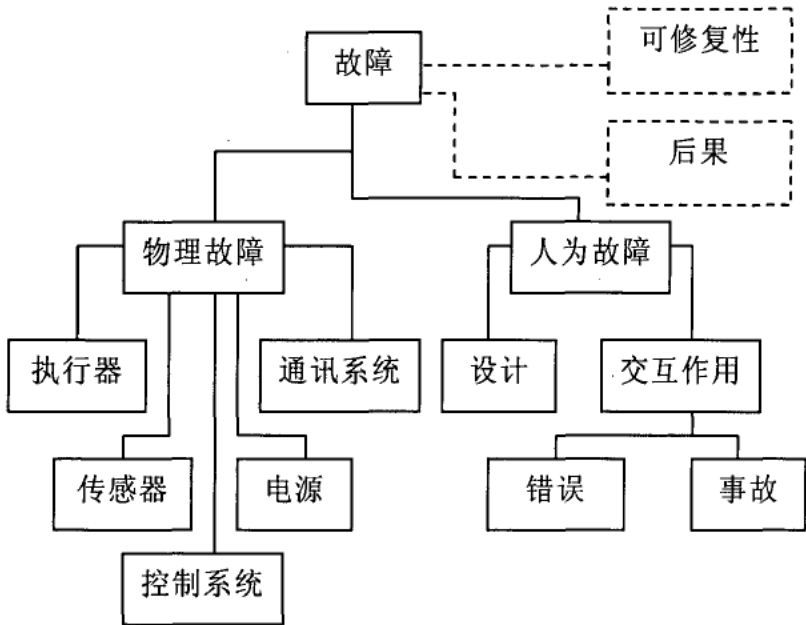 故障
可修复性
后果
物理故障
人为故障
执行器
通讯系统
设计
交互作用
传感器
电源
错误
事故
控制系统